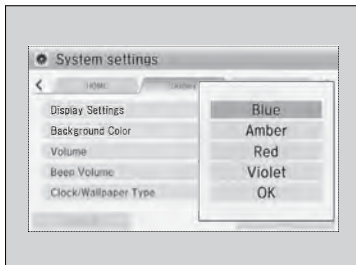 System settings
HOME
Display Settings
Background Color
Volume
Beep Volume
Clock/Wallpaper Type
Blue
Amber
Red
Violet
OK